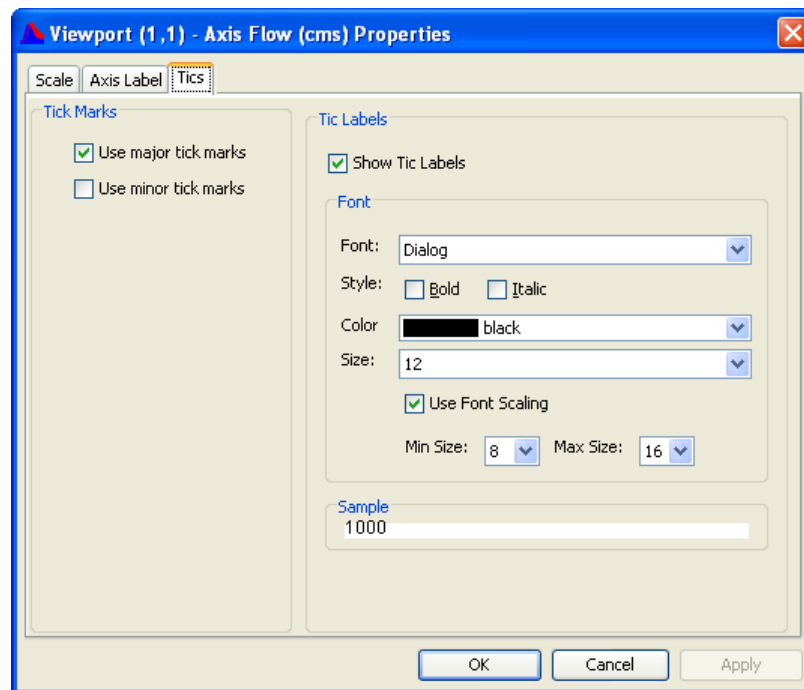 Viewport (1,1) - Axis Flow (cms) Properties
Scale Axis Label Tics
Tick Marks
Use major tick marks
Use minor tick marks
Tic Labels
Show Tic Labels
Font
Font: Dialog
Style: Bold Italic
Color black
Size: 12
Use Font Scaling
Min Size: 8 Max Size: 16
Sample
1000
OK Cancel Apply